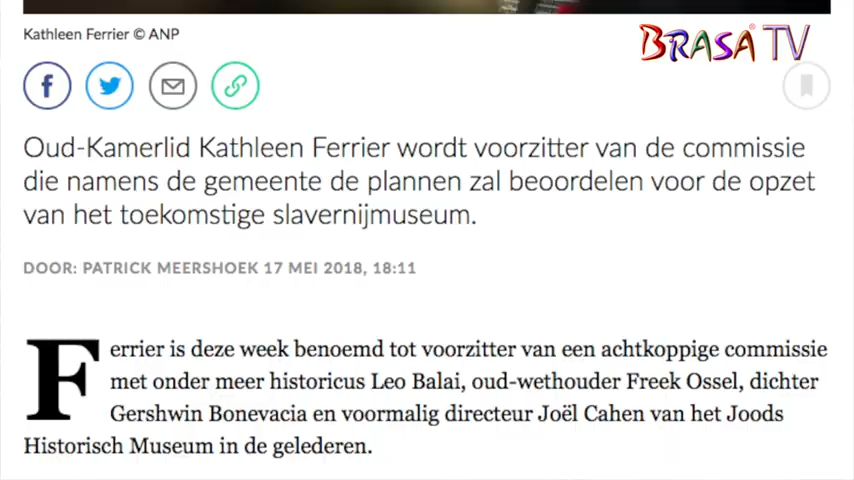 Kathleen Ferrier © ANP
BRASA® TV
Oud-Kamerlid Kathleen Ferrier wordt voorzitter van de commissie
die namens de gemeente de plannen zal beoordelen voor de opzet
van het toekomstige slavernijmuseum.
DOOR: PATRICK MEERSHOEK 17 MEI 2018, 18:11
Ferrier is deze week benoemd tot voorzitter van een achtkoppige commissie
met onder meer historicus Leo Balai, oud-wethouder Freek Ossel, dichter
Gershwin Bonevacia en voormalig directeur Joël Cahen van het Joods
Historisch Museum in de gelederen.